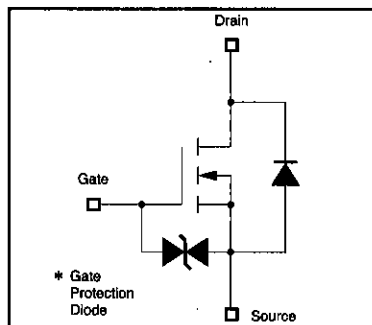 Drain
Gate
* Gate
Protection
Diode
Source